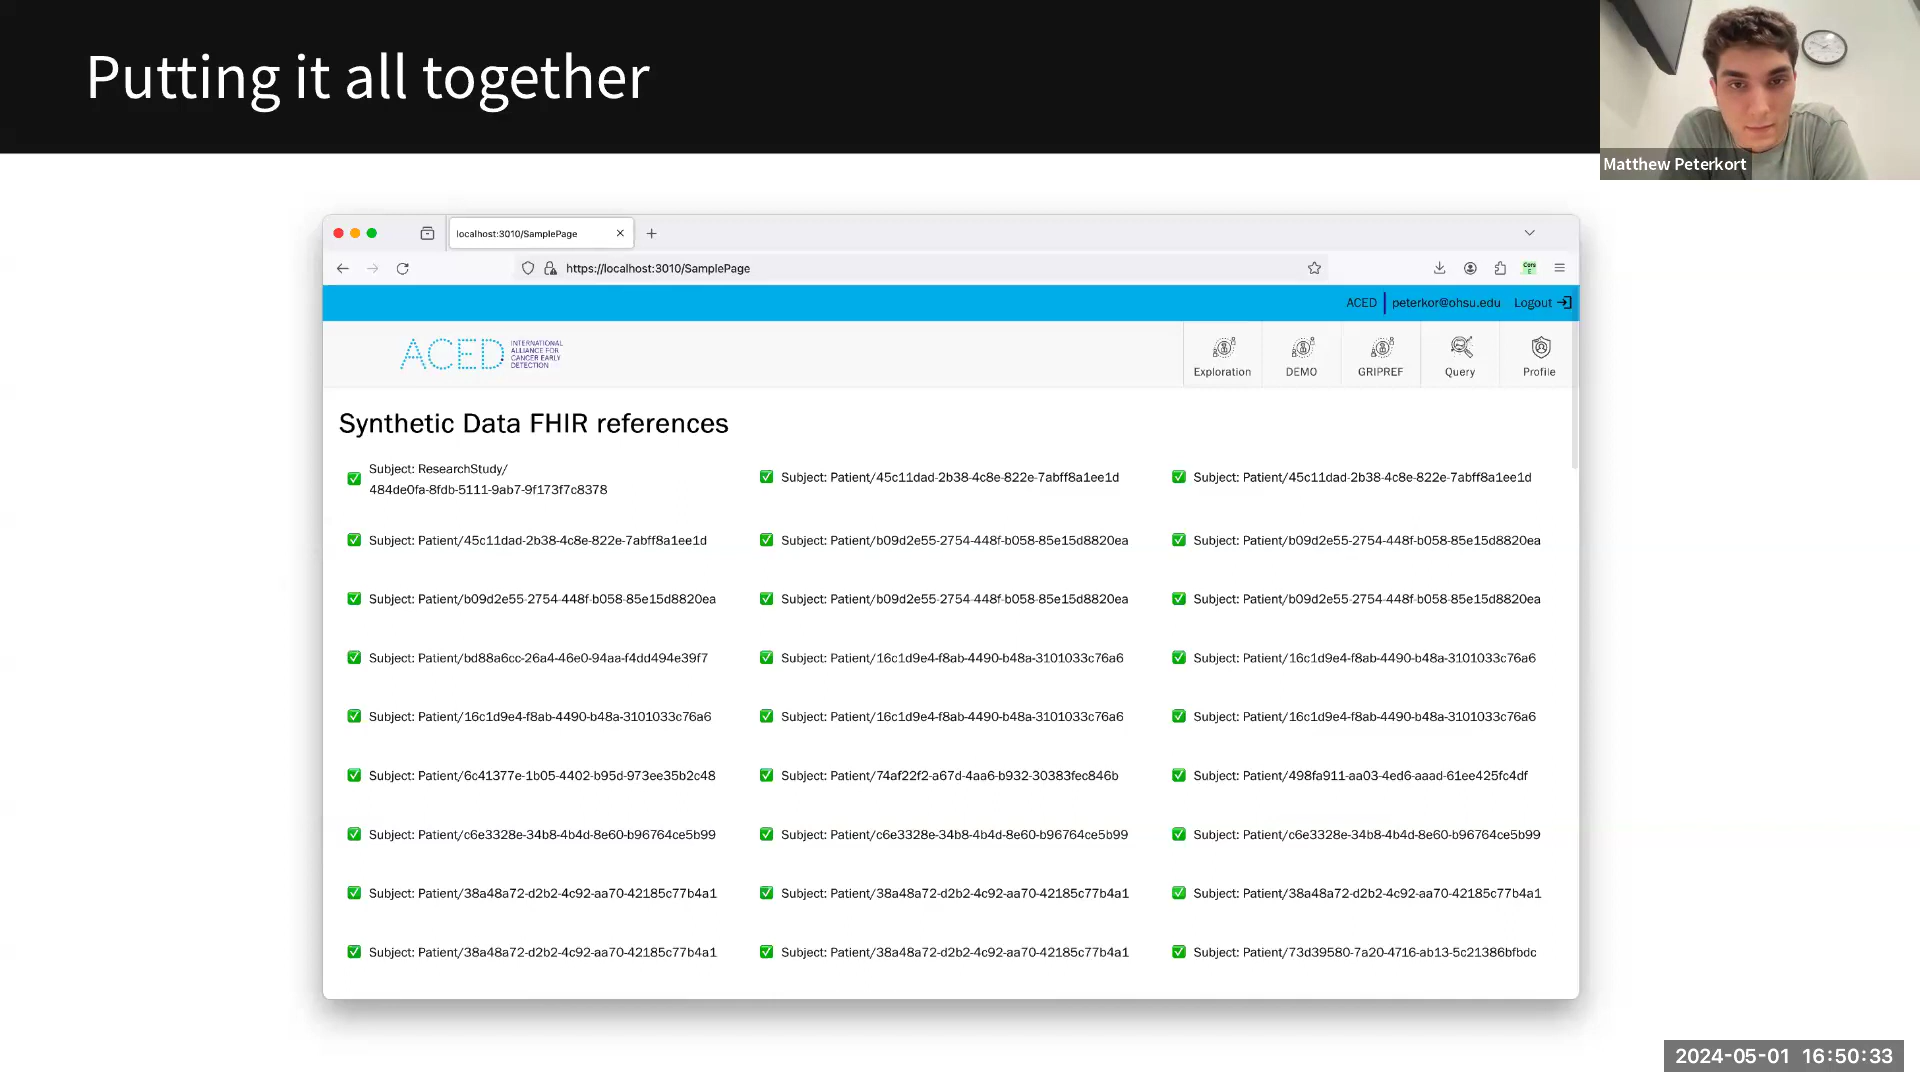 Putting it all together
Matthew Peterkort
localhost:3010/SamplePage
https://localhost:3010/SamplePage
ACED | peterkor@ohsu.edu Logout
ACED INTERNATIONAL
ALLIANCE FOR
CANCER EARLY
DETECTION
Exploration DEMO GRIPREF Query Profile
Synthetic Data FHIR references
Subject: ResearchStudy/
484de0fa-8fdb-5111-9ab7-9f173f7c8378
Subject: Patient/45c11dad-2b38-4c8e-822e-7abff8a1ee1d
Subject: Patient/45c11dad-2b38-4c8e-822e-7abff8a1ee1d
Subject: Patient/45c11dad-2b38-4c8e-822e-7abff8a1ee1d
Subject: Patient/b09d2e55-2754-448f-b058-85e15d8820ea
Subject: Patient/b09d2e55-2754-448f-b058-85e15d8820ea
Subject: Patient/b09d2e55-2754-448f-b058-85e15d8820ea
Subject: Patient/b09d2e55-2754-448f-b058-85e15d8820ea
Subject: Patient/b09d2e55-2754-448f-b058-85e15d8820ea
Subject: Patient/bd88a6cc-26a4-46e0-94aa-f4dd494e39f7
Subject: Patient/16c1d9e4-f8ab-4490-b48a-3101033c76a6
Subject: Patient/16c1d9e4-f8ab-4490-b48a-3101033c76a6
Subject: Patient/16c1d9e4-f8ab-4490-b48a-3101033c76a6
Subject: Patient/16c1d9e4-f8ab-4490-b48a-3101033c76a6
Subject: Patient/16c1d9e4-f8ab-4490-b48a-3101033c76a6
Subject: Patient/6c41377e-1b05-4402-b95d-973ee35b2c48
Subject: Patient/74af22f2-a67d-4aa6-b932-30383fec846b
Subject: Patient/498fa911-aa03-4ed6-aaad-61ee425fc4df
Subject: Patient/c6e3328e-34b8-4b4d-8e60-b96764ce5b99
Subject: Patient/c6e3328e-34b8-4b4d-8e60-b96764ce5b99
Subject: Patient/c6e3328e-34b8-4b4d-8e60-b96764ce5b99
Subject: Patient/38a48a72-d2b2-4c92-aa70-42185c77b4a1
Subject: Patient/38a48a72-d2b2-4c92-aa70-42185c77b4a1
Subject: Patient/38a48a72-d2b2-4c92-aa70-42185c77b4a1
Subject: Patient/38a48a72-d2b2-4c92-aa70-42185c77b4a1
Subject: Patient/38a48a72-d2b2-4c92-aa70-42185c77b4a1
Subject: Patient/73d39580-7a20-4716-ab13-5c21386bfbdc
2024-05-01 16:50:33